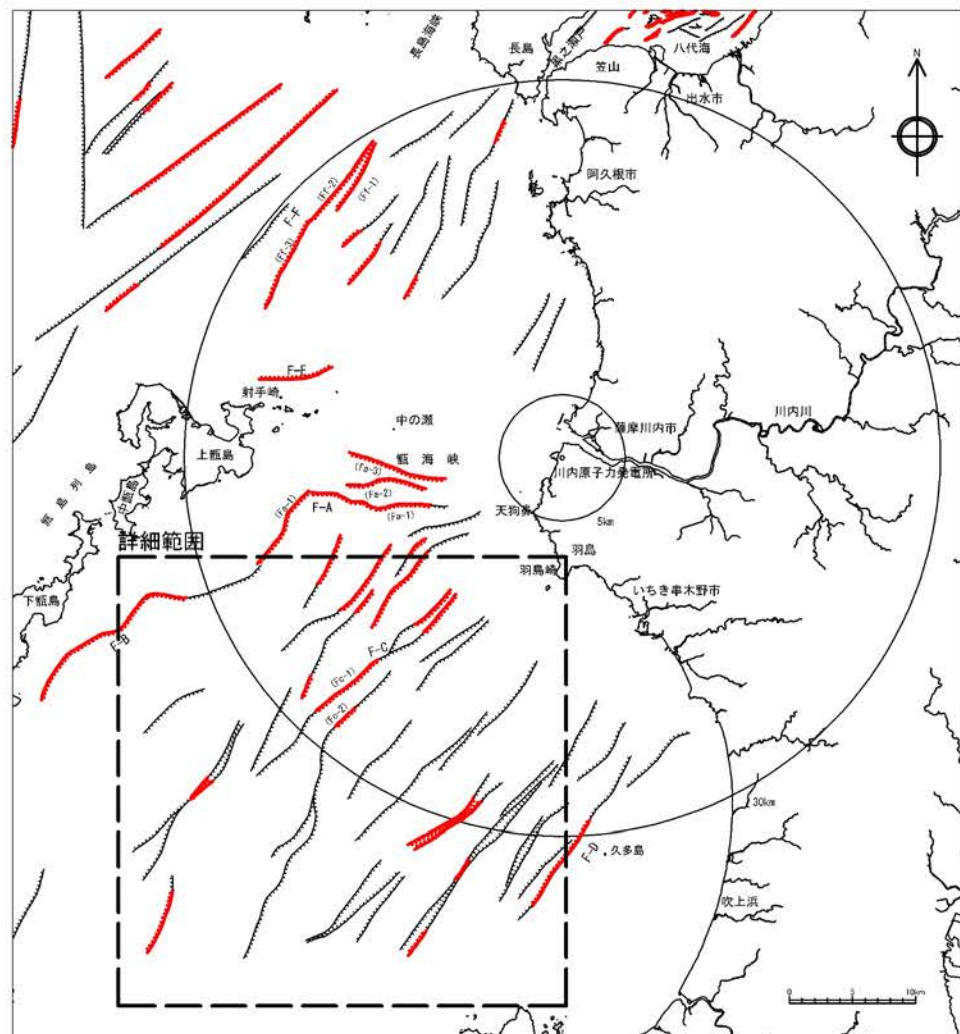 長島海峡
長島
黒之瀬戸
八代海
笠山
出水市
N
阿久根市
(Ff-2)
(Ff-1)
F-F
(Ff-3)
F-E
射手崎
中の瀬
上甑島
甑海峡
薩摩川内市
川内川
川内原子力発電所
甑島列島
中甑島
(Fa-3)
(Fa-2)
(Fa-1)
F-A
(Fa-1)
天狗鼻
5km
詳細範囲
羽島
羽島崎
いちき串木野市
下甑島
F-B
F-C
(Fc-1)
(Fc-2)
30km
F-D
久多島
吹上浜
0 5 10km